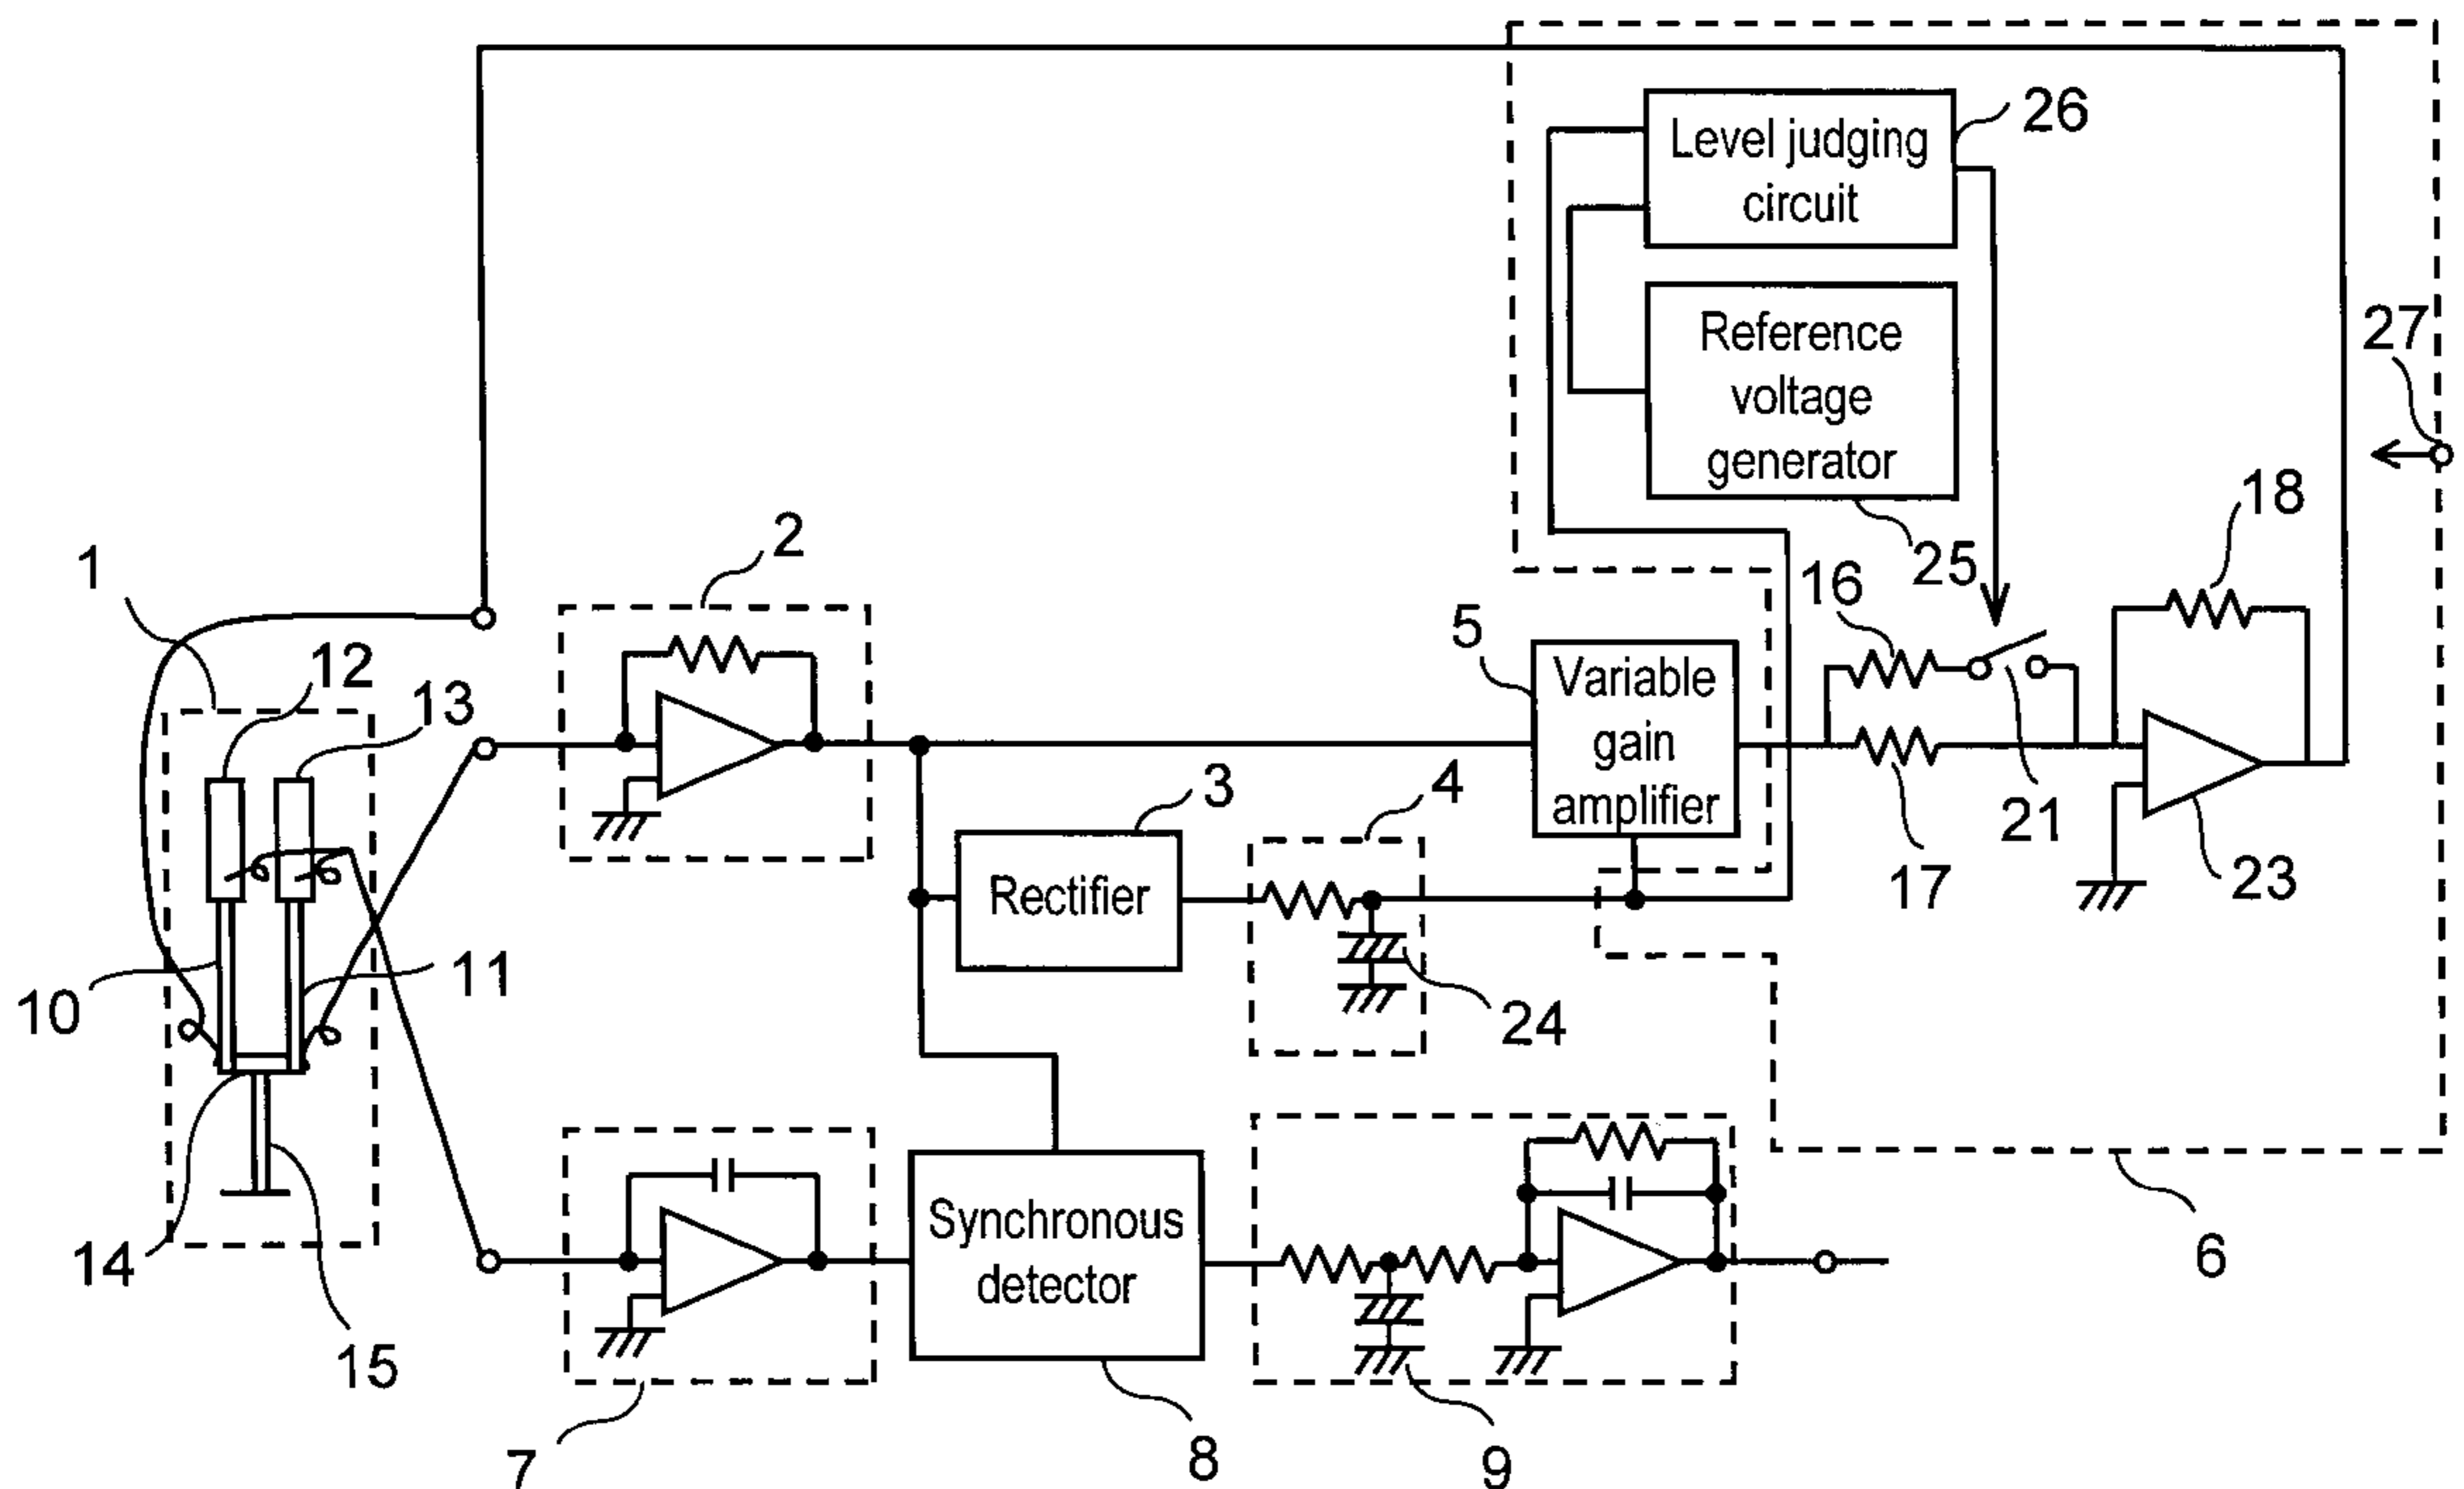 26
Level judging
circuit
27
Reference
voltage
generator
18
2
1
25
16
5
12
Variable
gain
amplifier
13
3
4
21
Rectifier
17
23
11
10
24
Synchronous
detector
14
6
15
7
8
9